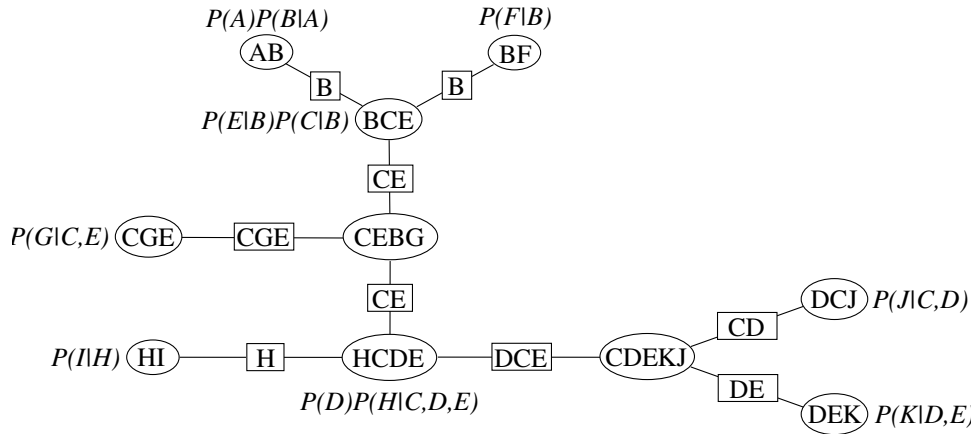 P(A)P(B|A)
P(F|B)
AB
BF
B
B
P(E|B)P(C|B)
BCE
CE
P(G|C,E)
CGE
CGE
CEBG
CE
DCJ
P(J|C,D)
CD
P(I|H)
HI
H
HCDE
DCE
CDEKJ
DE
P(D)P(H|C,D,E)
DEK
P(K|D,E)